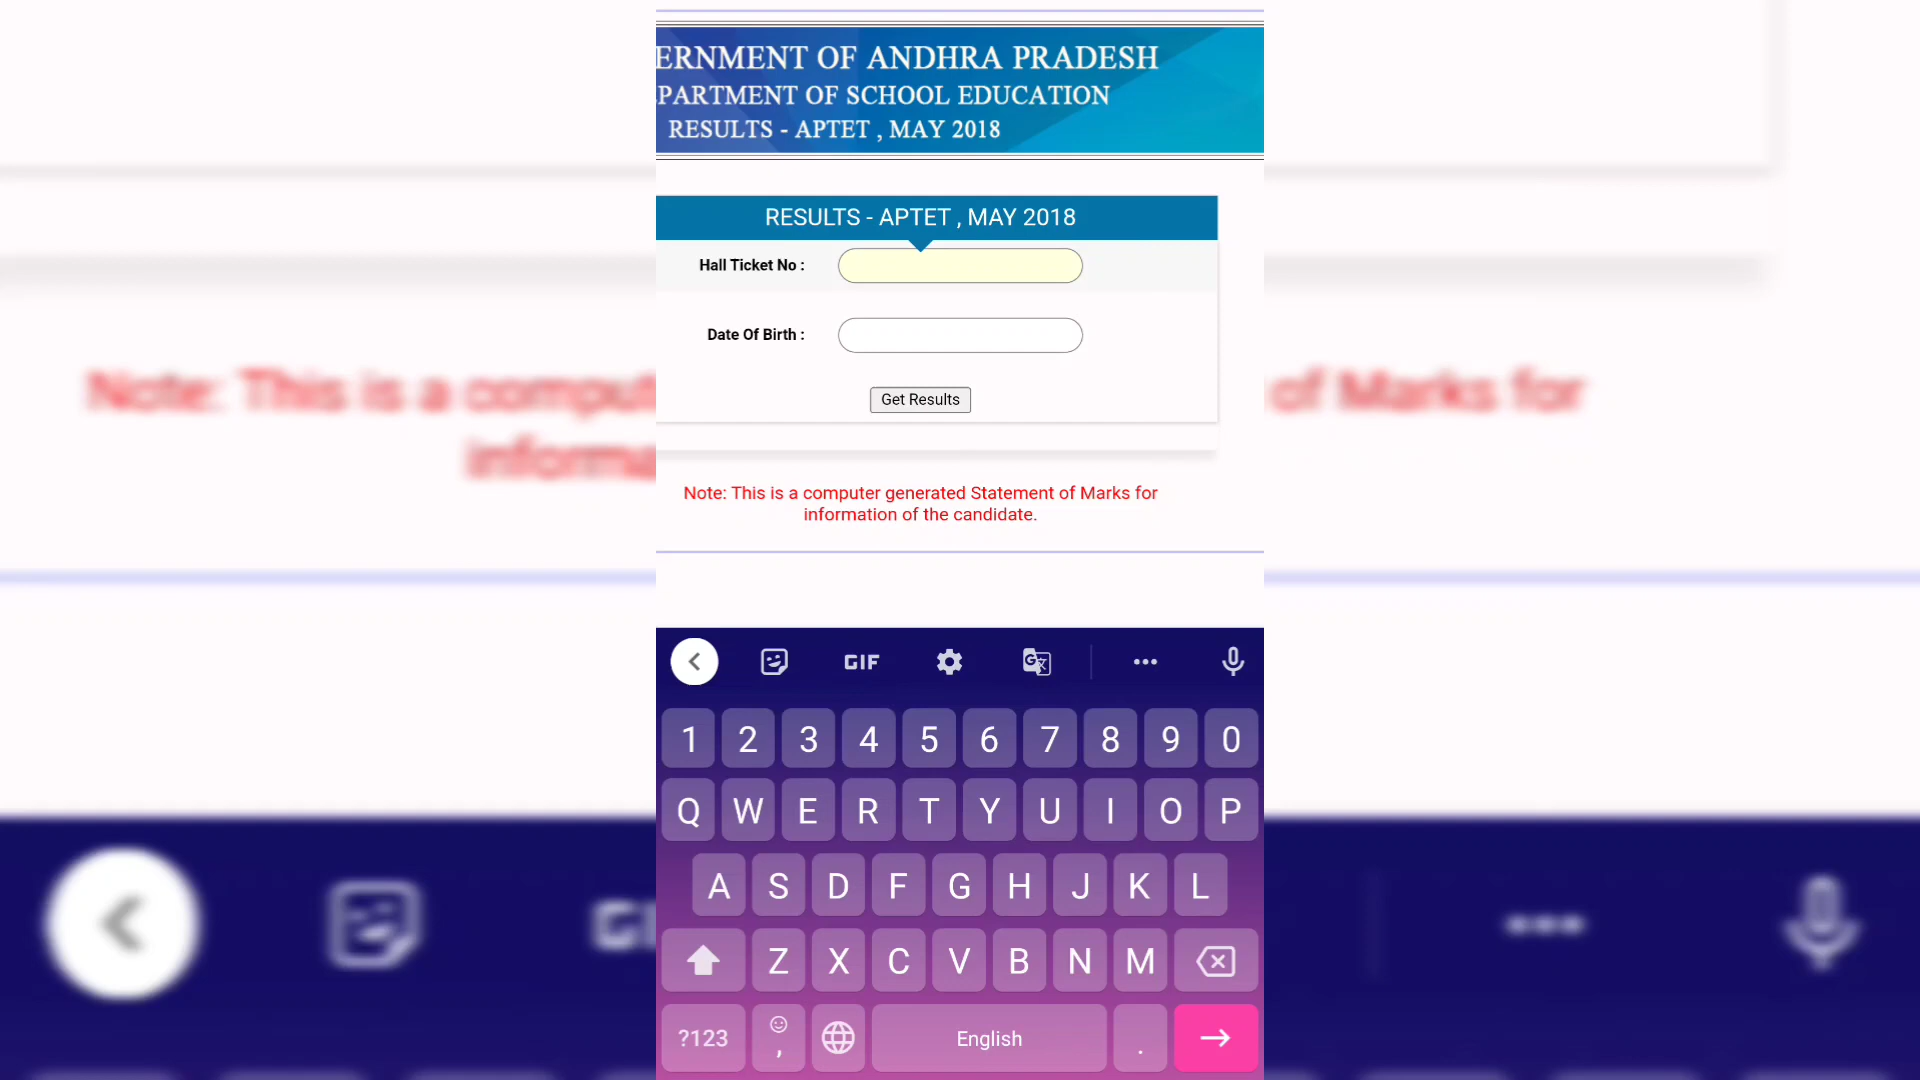 ERNMENT OF ANDHRA PRADESH
PARTMENT OF SCHOOL EDUCATION
RESULTS - APTET , MAY 2018
RESULTS - APTET , MAY 2018
Hall Ticket No :
Date Of Birth :
Get Results
Note: This is a computer generated Statement of Marks for
information of the candidate.
GIF
1 2 3 4 5 6 7 8 9 0
Q W E R T Y U I O P
A S D F G H J K L
Z X C V B N M
?123 , English .